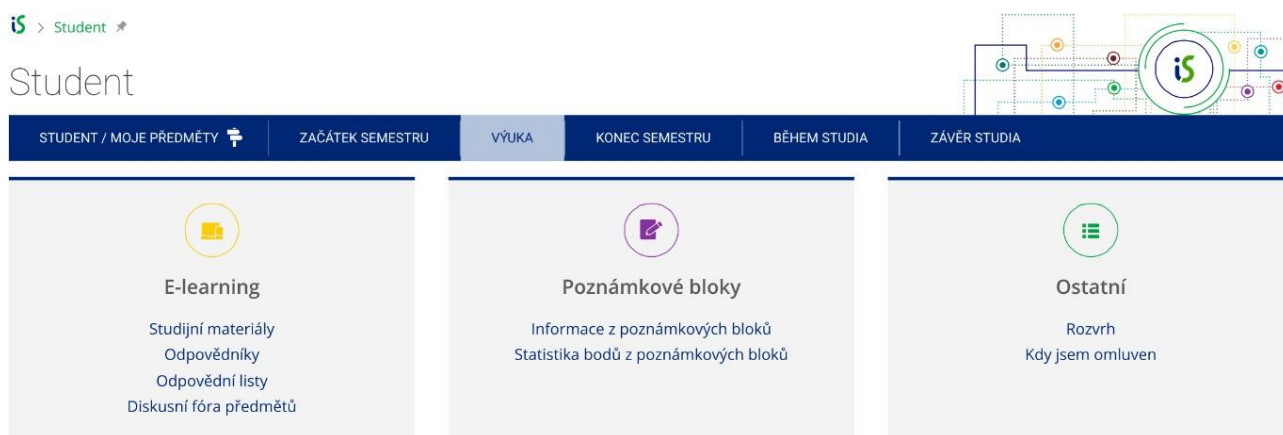 iS > Student
Student
iS
STUDENT / MOJE PŘEDMĚTY
ZAČÁTEK SEMESTRU
VÝUKA
KONEC SEMESTRU
BĚHEM STUDIA
ZÁVĚR STUDIA
E-learning
Studijní materiály
Odpovědníky
Odpovědní listy
Diskusní fóra předmětů
Poznámkové bloky
Informace z poznámkových bloků
Statistika bodů z poznámkových bloků
Ostatní
Rozvrh
Kdy jsem omluven